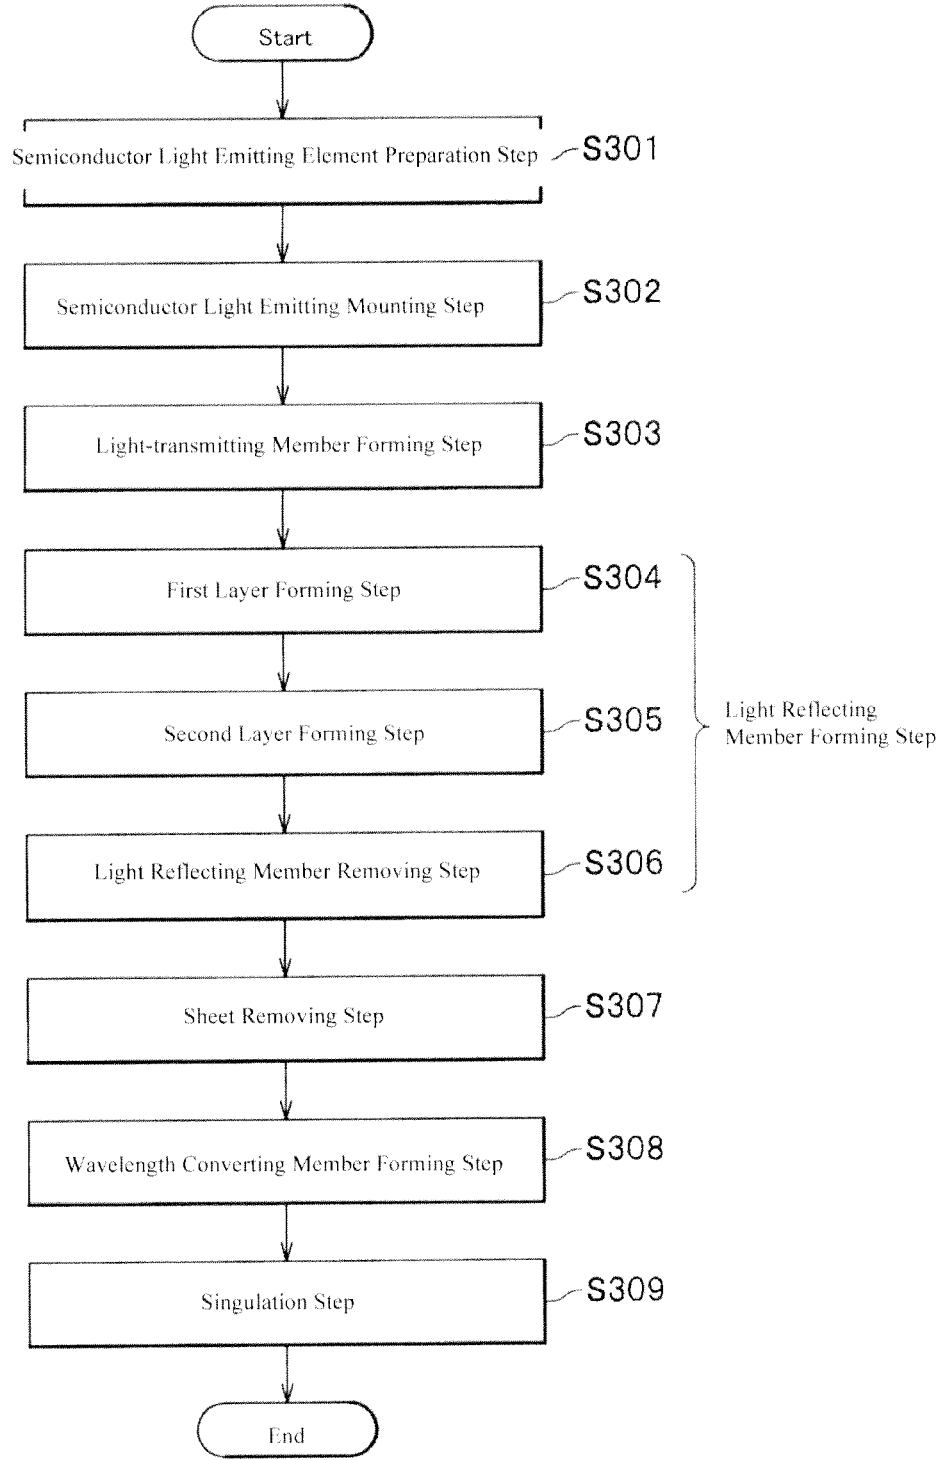 Start
Semiconductor Light Emitting Element Preparation Step
S301
Semiconductor Light Emitting Mounting Step
S302
Light-transmitting Member Forming Step
S303
First Layer Forming Step
S304
Second Layer Forming Step
S305
Light Reflecting
Member Forming Step
Light Reflecting Member Removing Step
S306
Sheet Removing Step
S307
Wavelength Converting Member Forming Step
S308
Singulation Step
S309
End